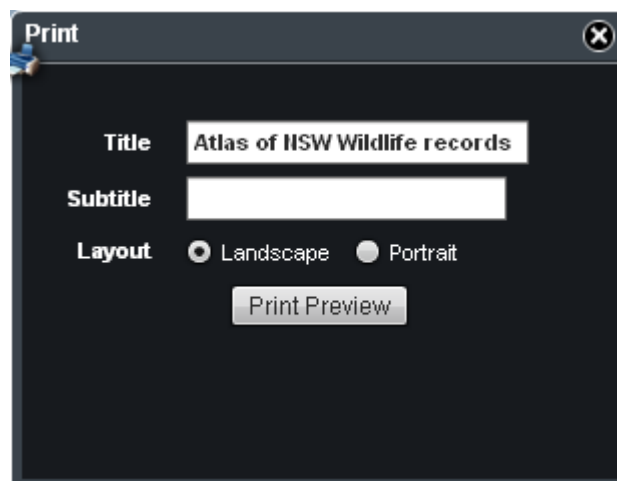 Print
Title Atlas of NSW Wildlife records
Subtitle
Layout Landscape Portrait
Print Preview